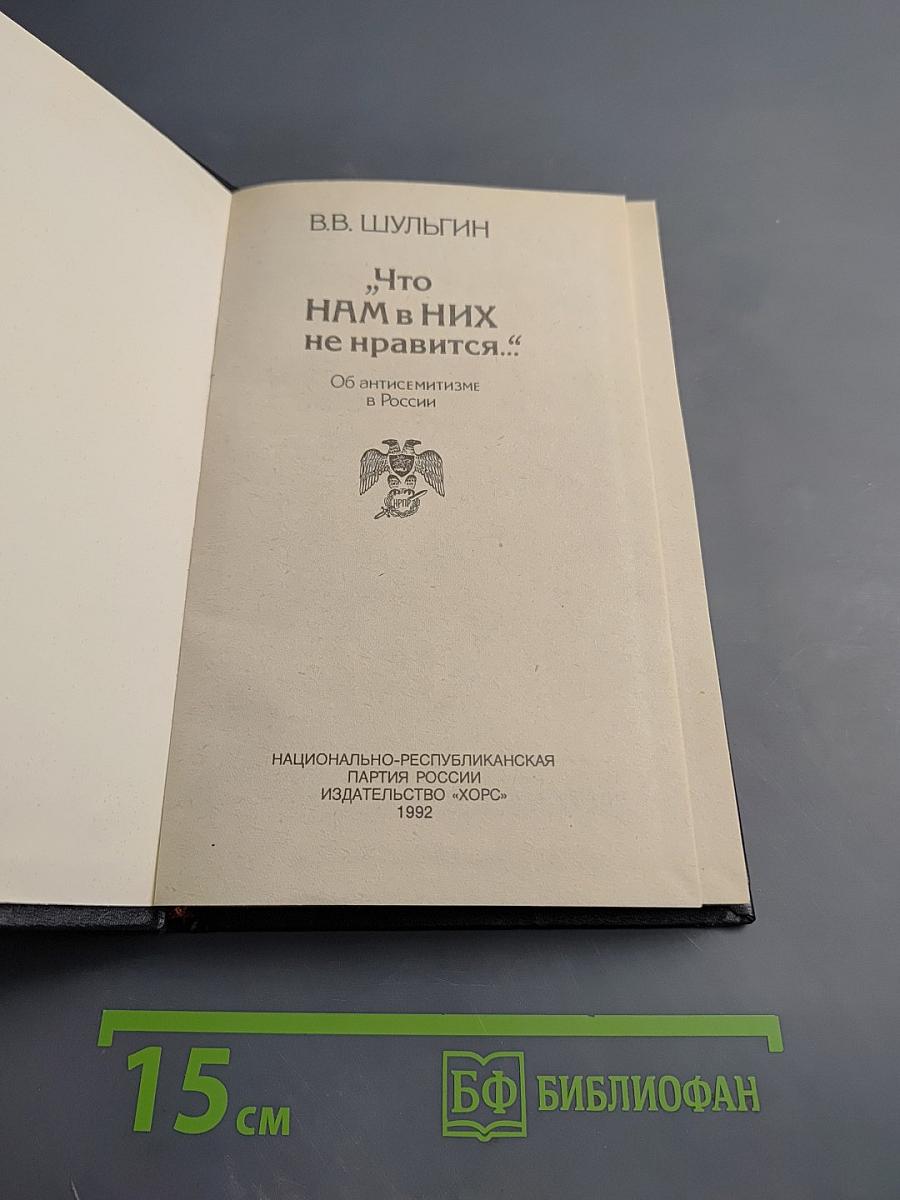 В.В. ШУЛЬГИН
„Что
НАМ в НИХ
не нравится...“
Об антисемитизме
в России
НРПР
НАЦИОНАЛЬНО-РЕСПУБЛИКАНСКАЯ
ПАРТИЯ РОССИИ
ИЗДАТЕЛЬСТВО «ХОРС»
1992
15 см
БФ БИБЛИОФАН